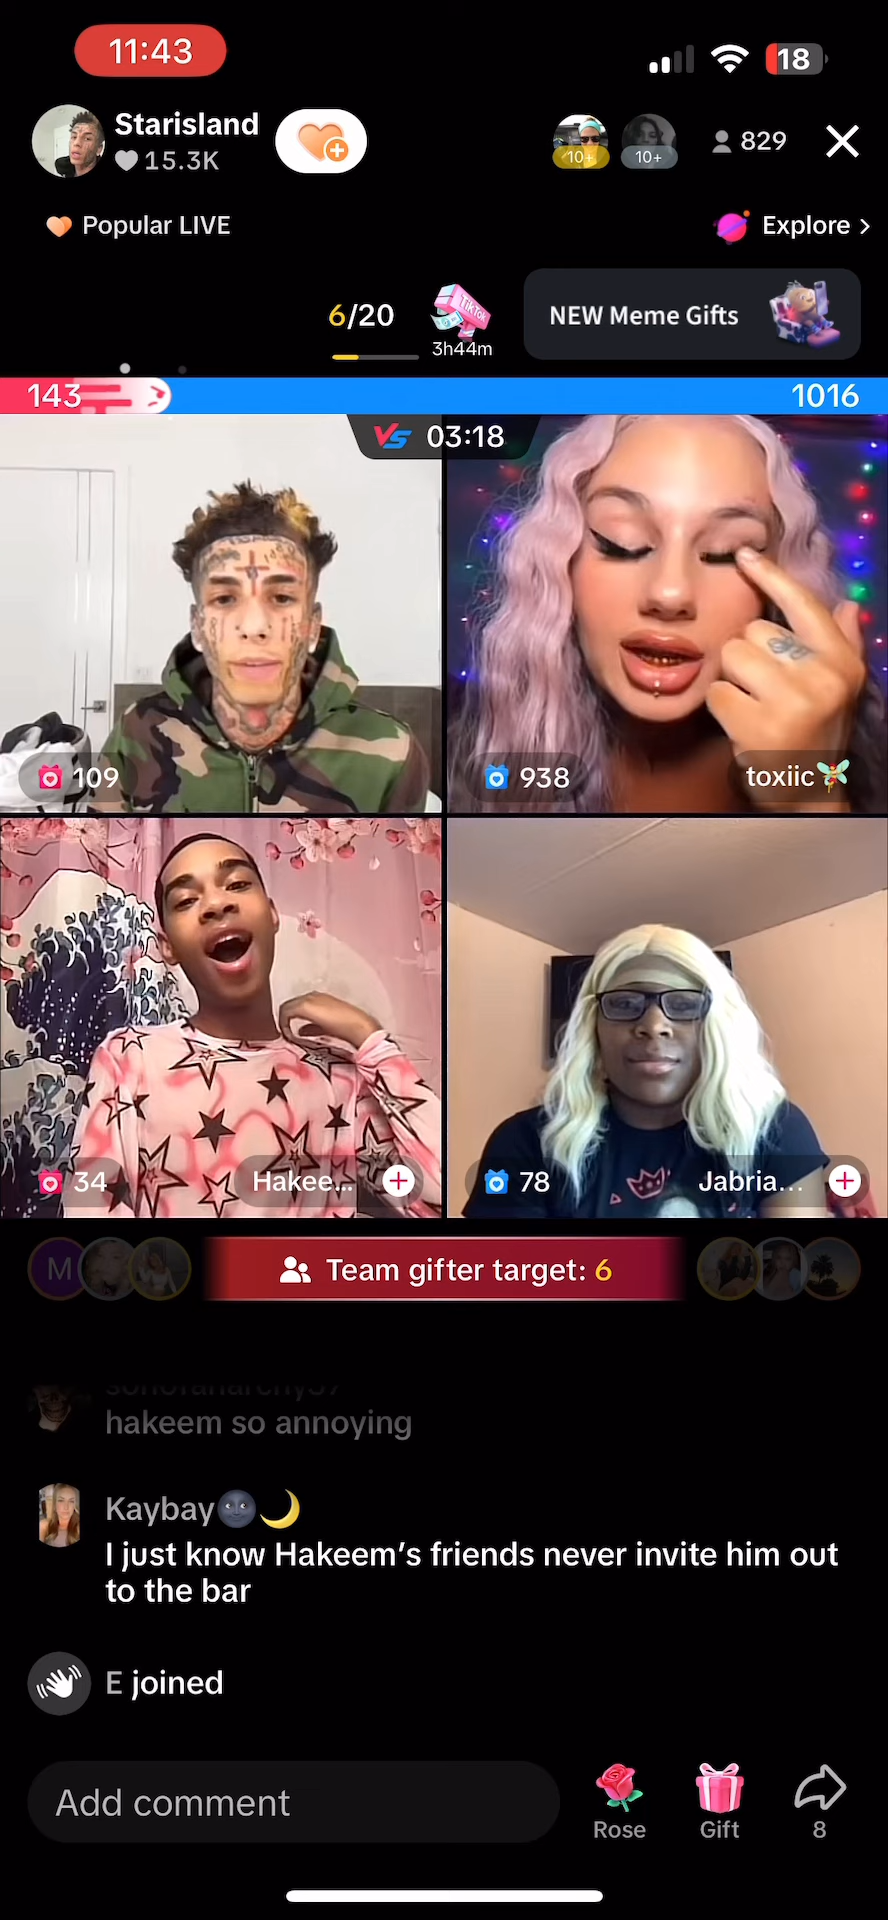 11:43
18
Starisland
15.3K
10+
10+
829
Popular LIVE
Explore >
6/20
TikTok
3h44m
NEW Meme Gifts
143
1016
VS 03:18
109
938
toxiic
34
Hakee...
78
Jabria...
M
Team gifter target: 6
hakeem so annoying
Kaybay
I just know Hakeem's friends never invite him out
to the bar
E joined
Add comment
Rose
Gift
8